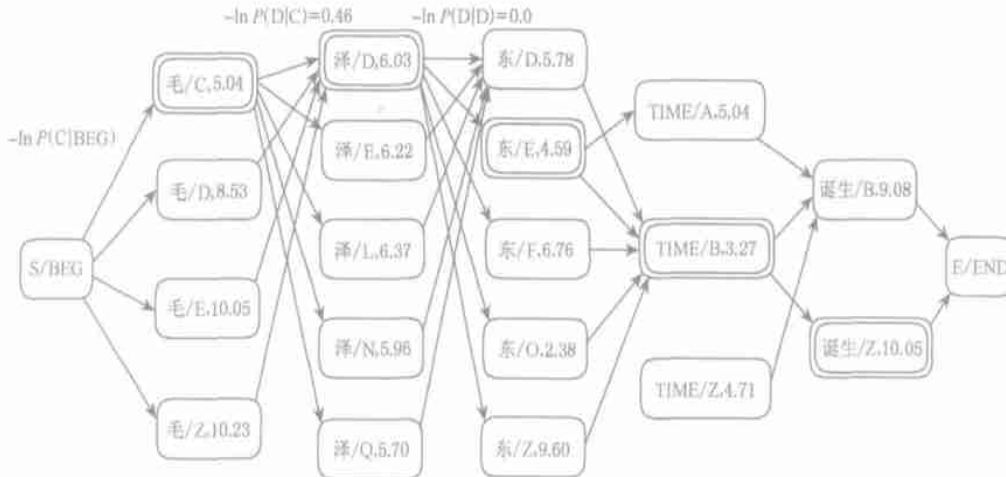 -ln P(D|C)=0.46
-ln P(D|D)=0.0
-ln P(C|BEG)
S/BEG
毛/C,5.04
毛/D,8.53
毛/E,10.05
毛/Z,10.23
泽/D,6.03
泽/E,6.22
泽/L,6.37
泽/N,5.96
泽/Q,5.70
东/D,5.78
东/E,4.59
东/F,6.76
东/O,2.38
东/Z,9.60
TIME/A,5.04
TIME/B,3.27
TIME/Z,4.71
诞生/B,9.08
诞生/Z,10.05
E/END